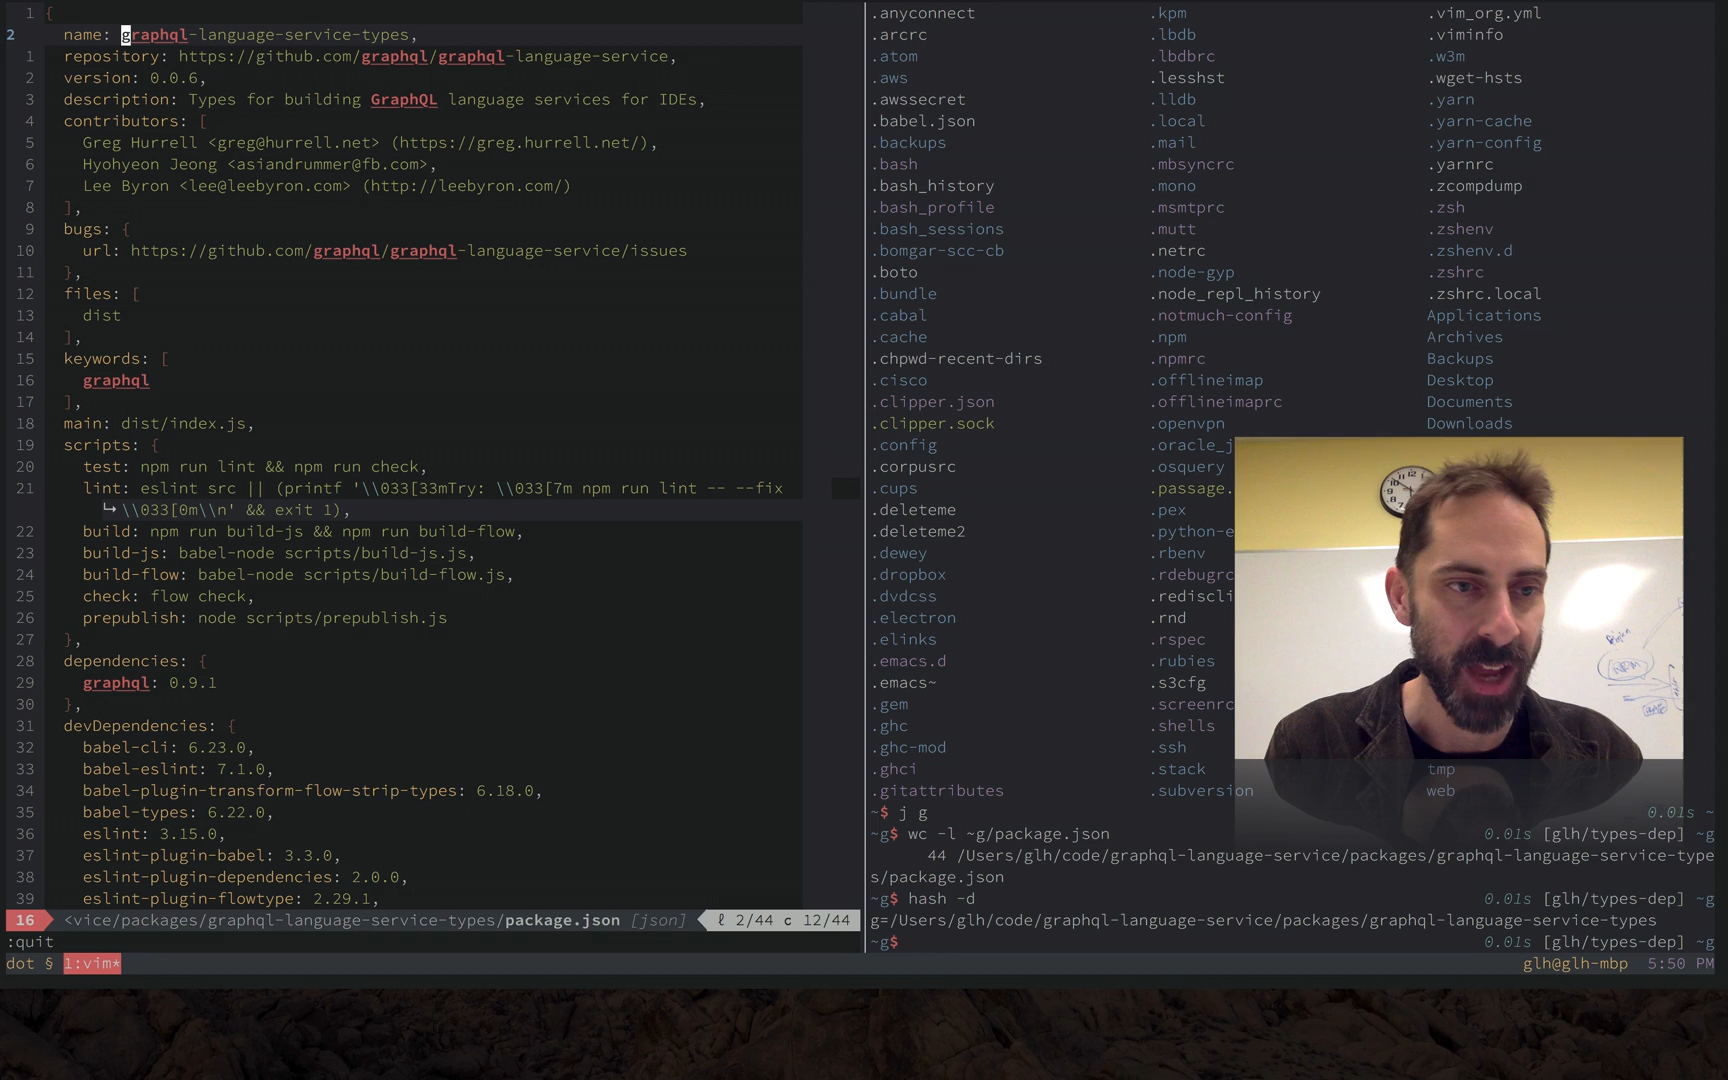 1 {
2 name: graphql-language-service-types,
1 repository: https://github.com/graphql/graphql-language-service,
2 version: 0.0.6,
3 description: Types for building GraphQL language services for IDEs,
4 contributors: [
5 Greg Hurrell <greg@hurrell.net> (https://greg.hurrell.net/),
6 Hyohyeon Jeong <asiandrummer@fb.com>,
7 Lee Byron <lee@leebyron.com> (http://leebyron.com/)
8 ],
9 bugs: {
10 url: https://github.com/graphql/graphql-language-service/issues
11 },
12 files: [
13 dist
14 ],
15 keywords: [
16 graphql
17 ],
18 main: dist/index.js,
19 scripts: {
20 test: npm run lint && npm run check,
21 lint: eslint src || (printf '\\033[33mTry: \\033[7m npm run lint -- --fix
↪ \\033[0m\\n' && exit 1),
22 build: npm run build-js && npm run build-flow,
23 build-js: babel-node scripts/build-js.js,
24 build-flow: babel-node scripts/build-flow.js,
25 check: flow check,
26 prepublish: node scripts/prepublish.js
27 },
28 dependencies: {
29 graphql: 0.9.1
30 },
31 devDependencies: {
32 babel-cli: 6.23.0,
33 babel-eslint: 7.1.0,
34 babel-plugin-transform-flow-strip-types: 6.18.0,
35 babel-types: 6.22.0,
36 eslint: 3.15.0,
37 eslint-plugin-babel: 3.3.0,
38 eslint-plugin-dependencies: 2.0.0,
39 eslint-plugin-flowtype: 2.29.1,
16 <vice/packages/graphql-language-service-types/package.json [json] ℓ 2/44 c 12/44
:quit
.anyconnect .kpm .vim_org.yml
.arcrc .lbdb .viminfo
.atom .lbdbrc .w3m
.aws .lesshst .wget-hsts
.awssecret .lldb .yarn
.babel.json .local .yarn-cache
.backups .mail .yarn-config
.bash .mbsyncrc .yarnrc
.bash_history .mono .zcompdump
.bash_profile .msmtprc .zsh
.bash_sessions .mutt .zshenv
.bomgar-scc-cb .netrc .zshenv.d
.boto .node-gyp .zshrc
.bundle .node_repl_history .zshrc.local
.cabal .notmuch-config Applications
.cache .npm Archives
.chpwd-recent-dirs .npmrc Backups
.cisco .offlineimap Desktop
.clipper.json .offlineimaprc Documents
.clipper.sock .openvpn Downloads
.config .oracle_j
.corpusrc .osquery
.cups .passage.
.deleteme .pex
.deleteme2 .python-e
.dewey .rbenv
.dropbox .rdebugrc
.dvdcss .rediscli
.electron .rnd
.elinks .rspec
.emacs.d .rubies
.emacs~ .s3cfg
.gem .screenrc
.ghc .shells
.ghc-mod .ssh
.ghci .stack tmp
.gitattributes .subversion web
~$ j g 0.01s ~
~g$ wc -l ~g/package.json 0.01s [glh/types-dep] ~g
44 /Users/glh/code/graphql-language-service/packages/graphql-language-service-type
s/package.json
~g$ hash -d 0.01s [glh/types-dep] ~g
g=/Users/glh/code/graphql-language-service/packages/graphql-language-service-types
~g$ 0.01s [glh/types-dep] ~g
dot § 1:vim* glh@glh-mbp 5:50 PM